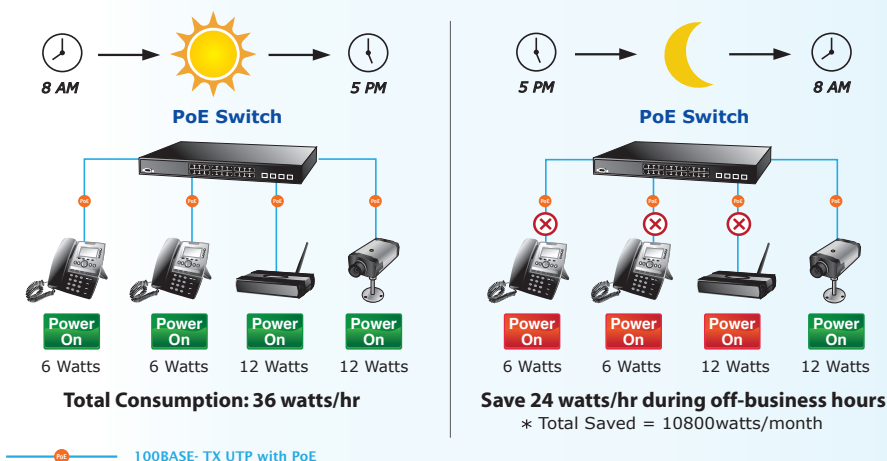 8 AM
5 PM
PoE Switch
PoE PoE PoE PoE
Power On Power On Power On Power On
6 Watts 6 Watts 12 Watts 12 Watts
Total Consumption: 36 watts/hr
5 PM
8 AM
PoE Switch
PoE PoE PoE PoE
Power On Power On Power On Power On
6 Watts 6 Watts 12 Watts 12 Watts
Save 24 watts/hr during off-business hours
* Total Saved = 10800watts/month
PoE 100BASE- TX UTP with PoE